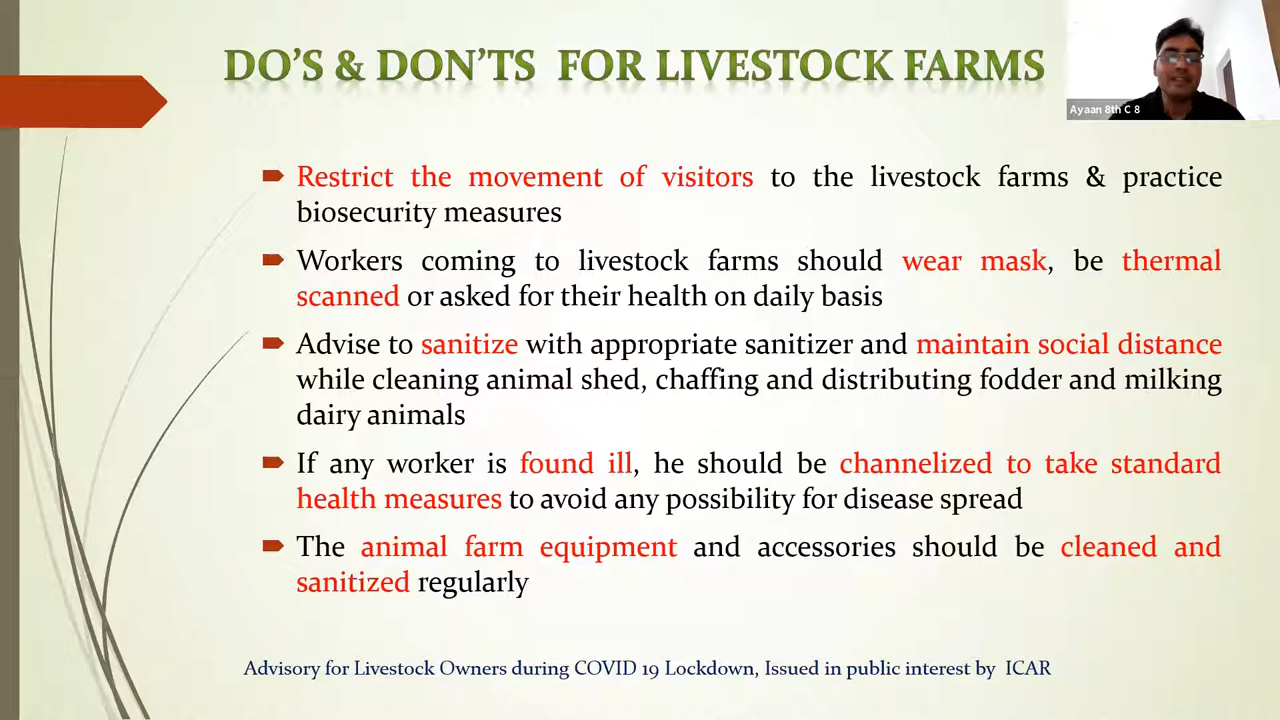 DO'S & DON'TS FOR LIVESTOCK FARMS
Ayaan 8th C 8
Restrict the movement of visitors to the livestock farms & practice
biosecurity measures
Workers coming to livestock farms should wear mask, be thermal
scanned or asked for their health on daily basis
Advise to sanitize with appropriate sanitizer and maintain social distance
while cleaning animal shed, chaffing and distributing fodder and milking
dairy animals
If any worker is found ill, he should be channelized to take standard
health measures to avoid any possibility for disease spread
The animal farm equipment and accessories should be cleaned and
sanitized regularly
Advisory for Livestock Owners during COVID 19 Lockdown, Issued in public interest by ICAR